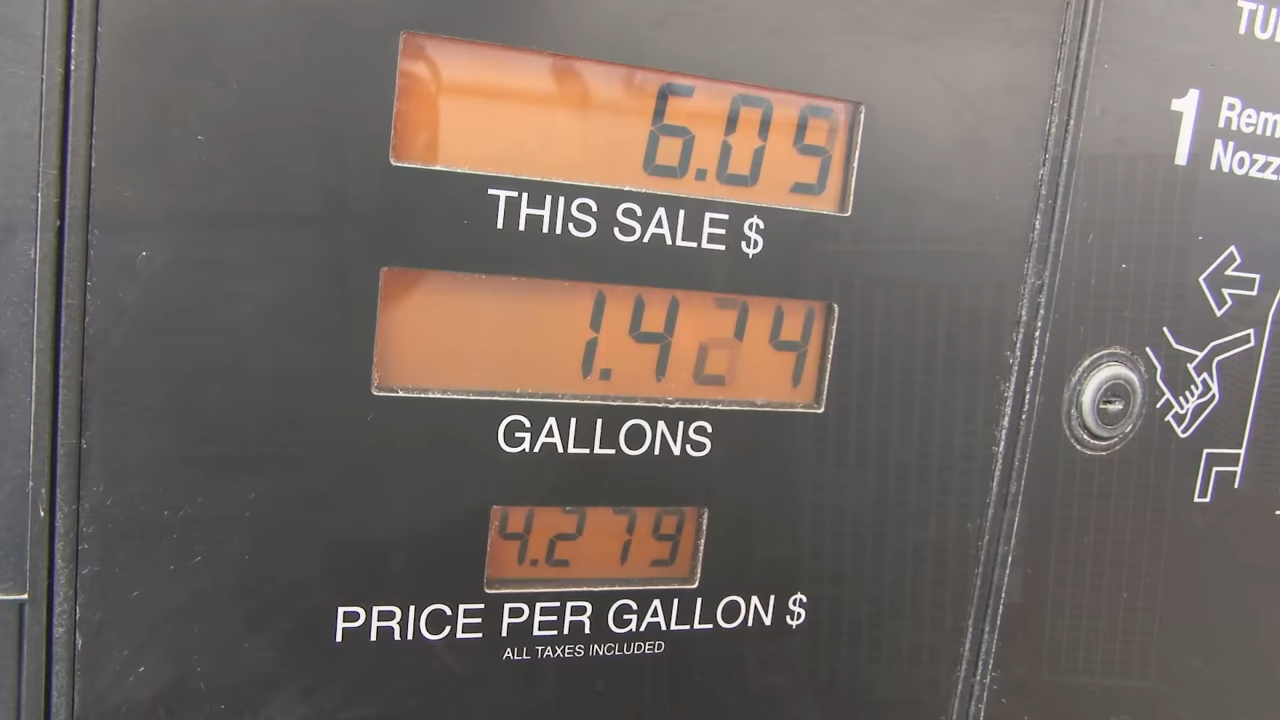 6.09
THIS SALE $
1.424
GALLONS
4.279
PRICE PER GALLON $
ALL TAXES INCLUDED
1